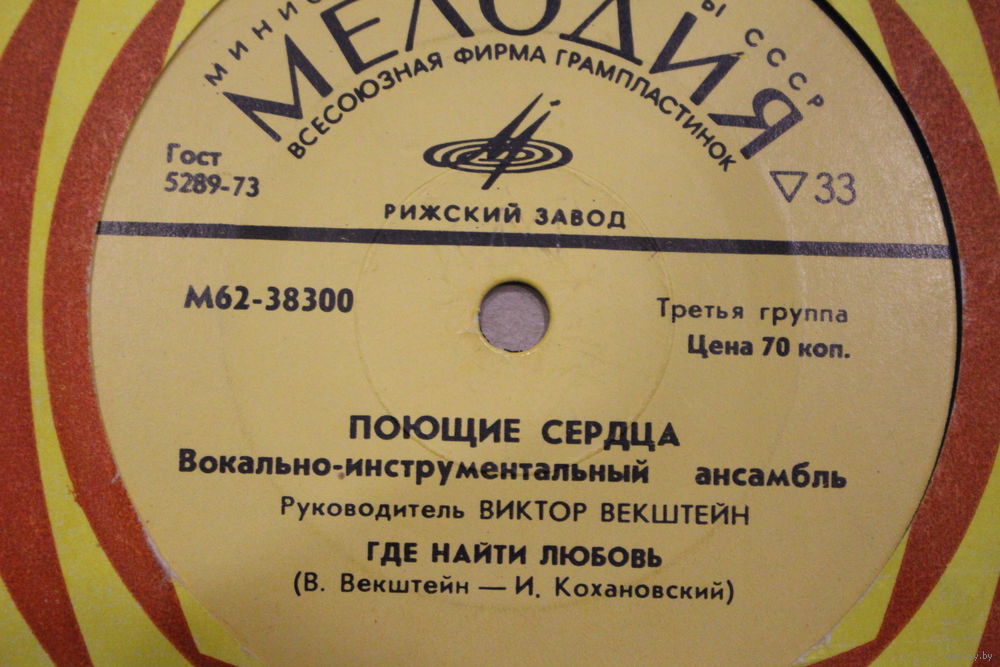 МЕЛОДИЯ
СССР
ВСЕСОЮЗНАЯ ФИРМА ГРАМПЛАСТИНОК
Гост
5289-73
33
РИЖСКИЙ ЗАВОД
М62-38300
Третья группа
Цена 70 коп.
ПОЮЩИЕ СЕРДЦА
Вокально-инструментальный ансамбль
Руководитель ВИКТОР ВЕКШТЕЙН
ГДЕ НАЙТИ ЛЮБОВЬ
(В. Векштейн — И. Кохановский)